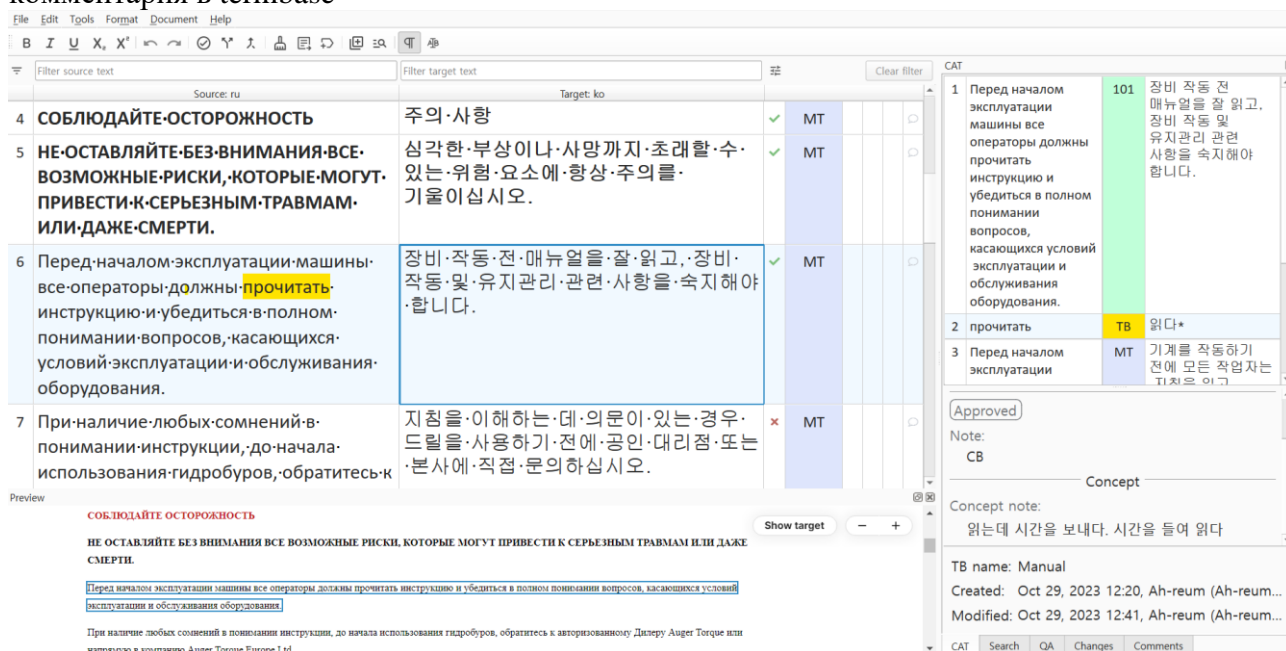 комментария в termbase
File Edit Tools Format Document Help
B I U X₂ X² ¶
Filter source text Filter target text Clear filter
Source: ru Target: ko
4 СОБЛЮДАЙТЕ·ОСТОРОЖНОСТЬ 주의·사항 MT
5 НЕ·ОСТАВЛЯЙТЕ·БЕЗ·ВНИМАНИЯ·ВСЕ· 심각한·부상이나·사망까지·초래할·수· MT
ВОЗМОЖНЫЕ·РИСКИ,·КОТОРЫЕ·МОГУТ· 있는·위험·요소에·항상·주의를·
ПРИВЕСТИ·К·СЕРЬЕЗНЫМ·ТРАВМАМ· 기울이십시오.
ИЛИ·ДАЖЕ·СМЕРТИ.
6 Перед·началом·эксплуатации·машины· 장비·작동·전·매뉴얼을·잘·읽고,·장비· MT
все·операторы·должны·прочитать· 작동·및·유지관리·관련·사항을·숙지해야
инструкцию·и·убедиться·в·полном· ·합니다.
понимании·вопросов,·касающихся·
условий·эксплуатации·и·обслуживания·
оборудования.
7 При·наличие·любых·сомнений·в· 지침을·이해하는·데·의문이·있는·경우· MT
понимании·инструкции,·до·начала· 드릴을·사용하기·전에·공인·대리점·또는
использования·гидробуров,·обратитесь·к ·본사에·직접·문의하십시오.
Preview
СОБЛЮДАЙТЕ ОСТОРОЖНОСТЬ
Show target − +
НЕ ОСТАВЛЯЙТЕ БЕЗ ВНИМАНИЯ ВСЕ ВОЗМОЖНЫЕ РИСКИ, КОТОРЫЕ МОГУТ ПРИВЕСТИ К СЕРЬЕЗНЫМ ТРАВМАМ ИЛИ ДАЖЕ
СМЕРТИ.
Перед началом эксплуатации машины все операторы должны прочитать инструкцию и убедиться в полном понимании вопросов, касающихся условий
эксплуатации и обслуживания оборудования.
При наличие любых сомнений в понимании инструкции, до начала использования гидробуров, обратитесь к авторизованному Дилеру Auger Torque или
напрямую в компанию Auger Torque Europe Ltd
CAT
1 Перед началом 101 장비 작동 전
эксплуатации 매뉴얼을 잘 읽고,
машины все 장비 작동 및
операторы должны 유지관리 관련
прочитать 사항을 숙지해야
инструкцию и 합니다.
убедиться в полном
понимании
вопросов,
касающихся условий
эксплуатации и
обслуживания
оборудования.
2 прочитать TB 읽다*
3 Перед началом MT 기계를 작동하기
эксплуатации 전에 모든 작업자는
지침을 읽고
Approved
Note:
CB
Concept
Concept note:
읽는데 시간을 보내다. 시간을 들여 읽다
TB name: Manual
Created: Oct 29, 2023 12:20, Ah-reum (Ah-reum...
Modified: Oct 29, 2023 12:41, Ah-reum (Ah-reum...
CAT Search QA Changes Comments